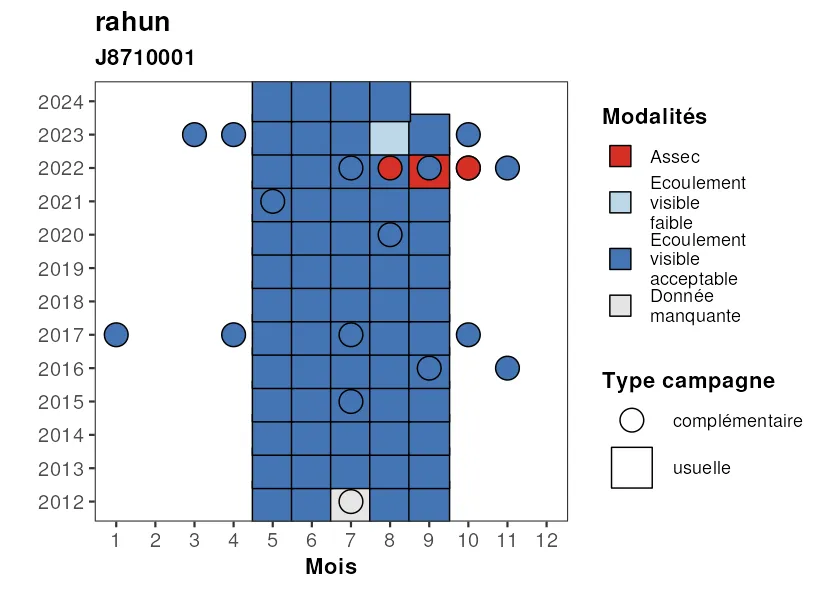 rahun
J8710001
2024
2023
2022
2021
2020
2019
2018
2017
2016
2015
2014
2013
2012
1 2 3 4 5 6 7 8 9 10 11 12
Mois
Modalités
Assec
Ecoulement
visible
faible
Ecoulement
visible
acceptable
Donnée
manquante
Type campagne
complémentaire
usuelle